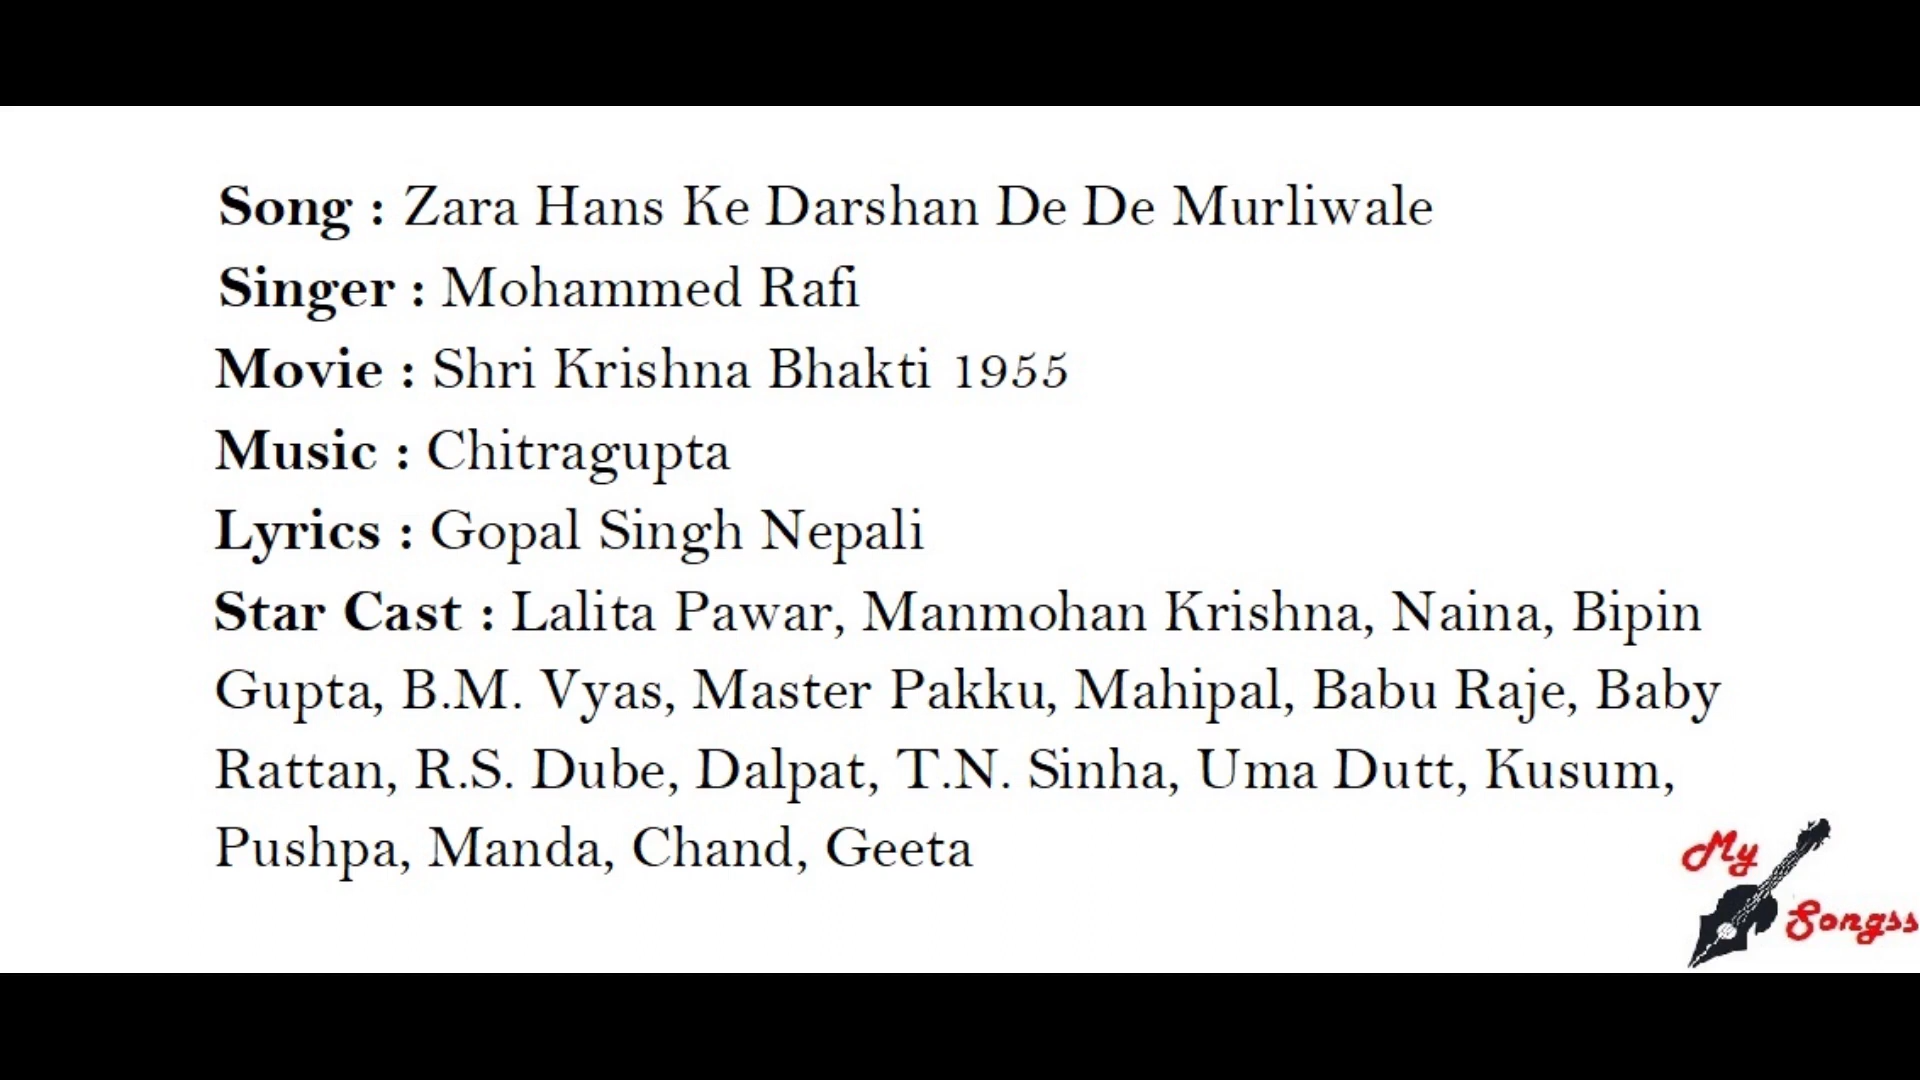 Song : Zara Hans Ke Darshan De De Murliwale
Singer : Mohammed Rafi
Movie : Shri Krishna Bhakti 1955
Music : Chitragupta
Lyrics : Gopal Singh Nepali
Star Cast : Lalita Pawar, Manmohan Krishna, Naina, Bipin
Gupta, B.M. Vyas, Master Pakku, Mahipal, Babu Raje, Baby
Rattan, R.S. Dube, Dalpat, T.N. Sinha, Uma Dutt, Kusum,
Pushpa, Manda, Chand, Geeta
My
Songss